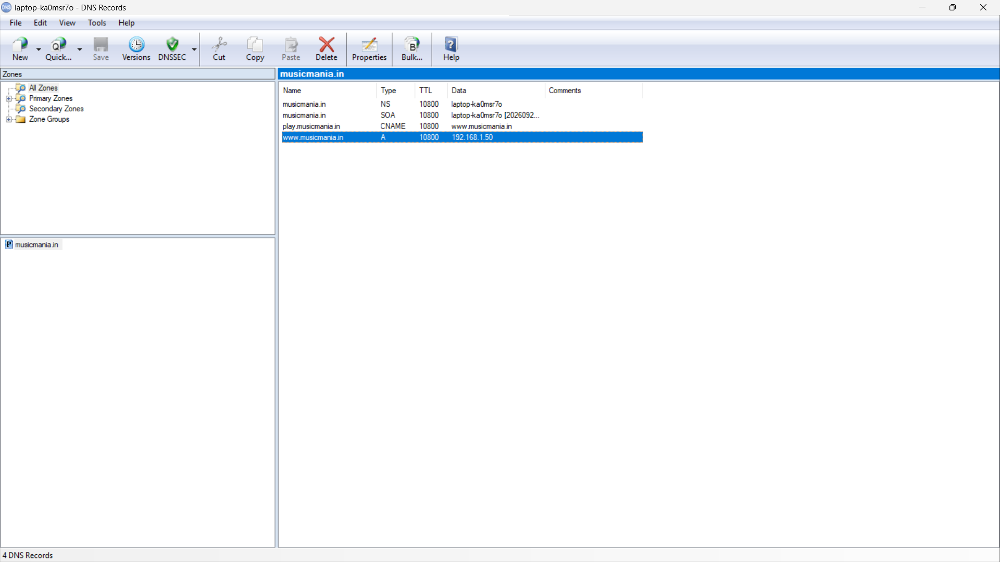 laptop-ka0msr7o - DNS Records
File Edit View Tools Help
New Quick... Save Versions DNSSEC Cut Copy Paste Delete Properties Bulk... Help
Zones
All Zones
Primary Zones
Secondary Zones
Zone Groups
musicmania.in
musicmania.in
Name Type TTL Data Comments
musicmania.in NS 10800 laptop-ka0msr7o
musicmania.in SOA 10800 laptop-ka0msr7o [2026092...
play.musicmania.in CNAME 10800 www.musicmania.in
www.musicmania.in A 10800 192.168.1.50
4 DNS Records